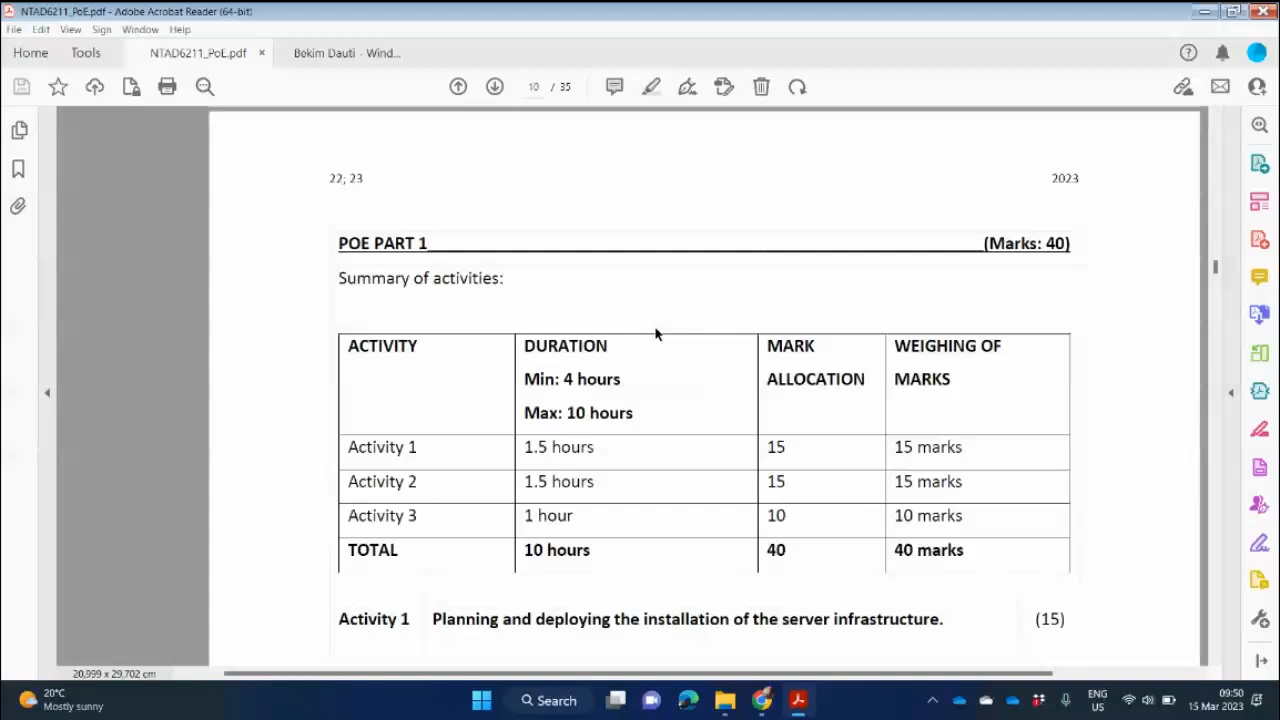 NTAD6211_PoE.pdf - Adobe Acrobat Reader (64-bit)
File Edit View Sign Window Help
Home Tools NTAD6211_PoE.pdf × Bekim Dauti - Wind...
10 / 35
22; 23 2023
POE PART 1 (Marks: 40)
Summary of activities:
ACTIVITY DURATION MARK WEIGHING OF
Min: 4 hours ALLOCATION MARKS
Max: 10 hours
Activity 1 1.5 hours 15 15 marks
Activity 2 1.5 hours 15 15 marks
Activity 3 1 hour 10 10 marks
TOTAL 10 hours 40 40 marks
Activity 1 Planning and deploying the installation of the server infrastructure. (15)
20,999 x 29,702 cm
20°C
Mostly sunny
Search
ENG
US
09:50
15 Mar 2023